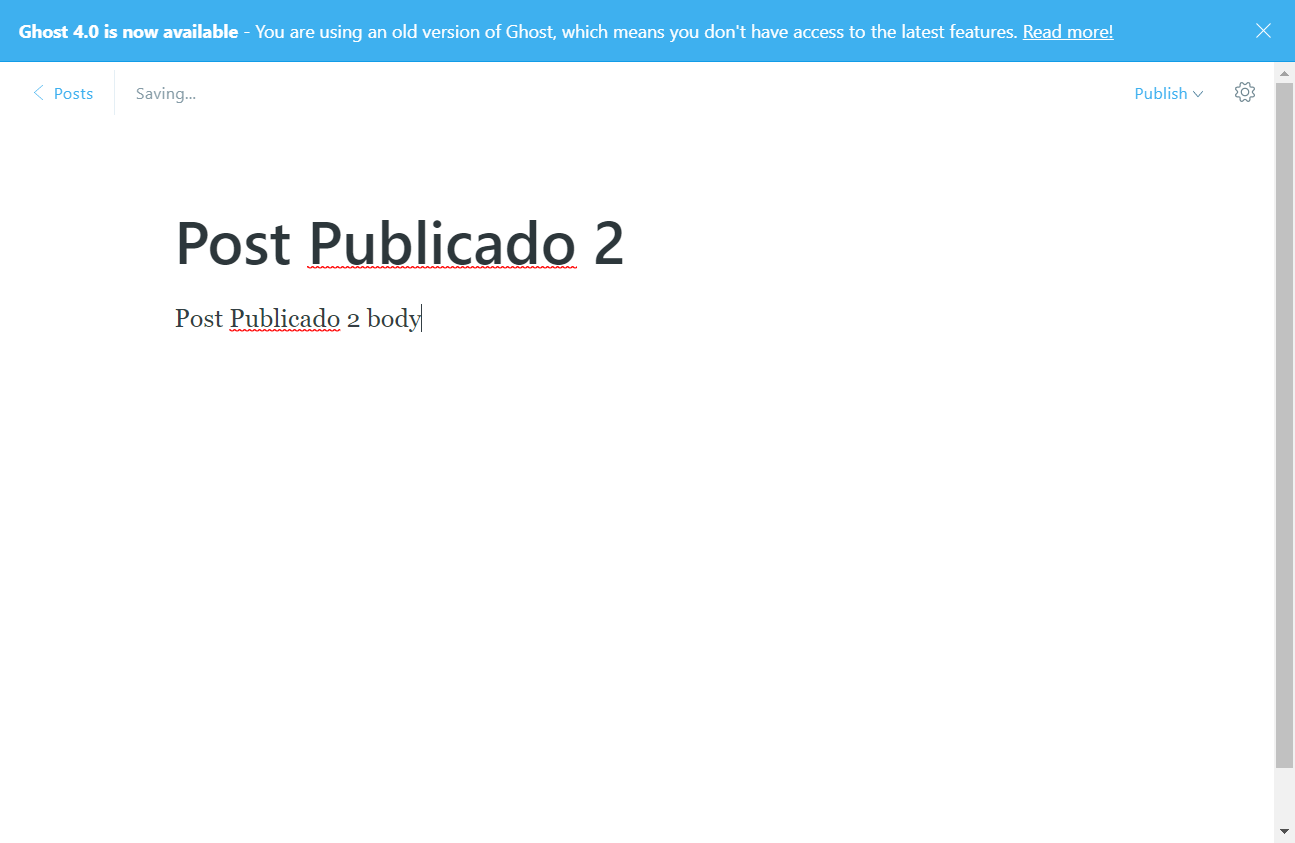 Ghost 4.0 is now available - You are using an old version of Ghost, which means you don't have access to the latest features. Read more!
Posts Saving... Publish
Post Publicado 2
Post Publicado 2 body